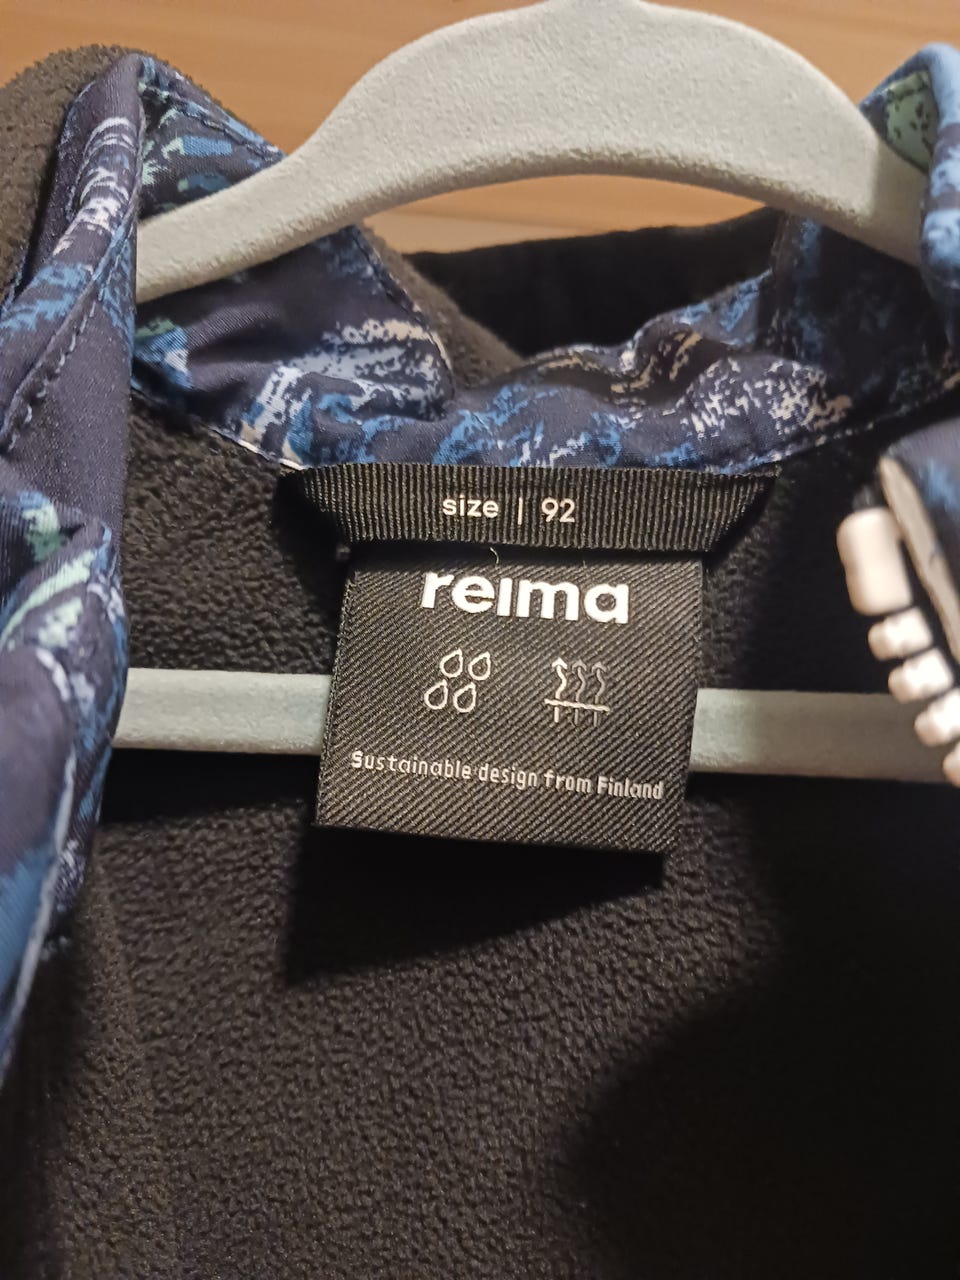 size | 92
reima
Sustainable design from Finland